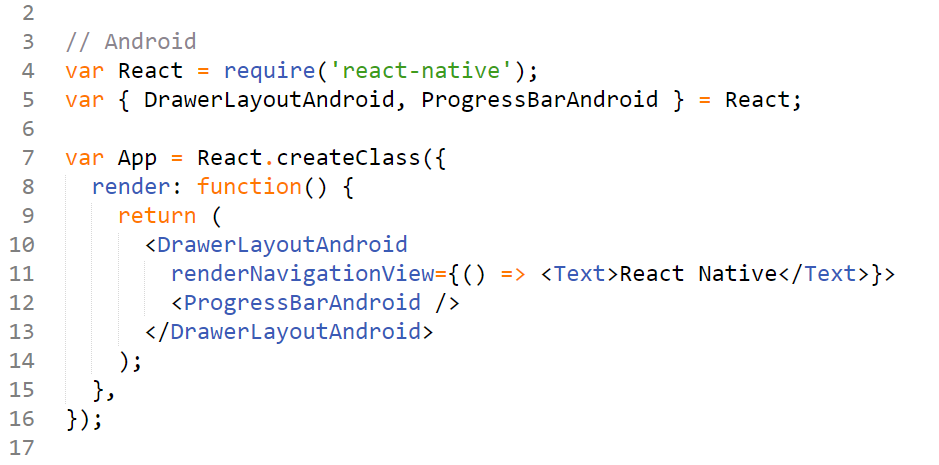 2
3 // Android
4 var React = require('react-native');
5 var { DrawerLayoutAndroid, ProgressBarAndroid } = React;
6
7 var App = React.createClass({
8   render: function() {
9     return (
10       <DrawerLayoutAndroid
11         renderNavigationView={() => <Text>React Native</Text>}>
12         <ProgressBarAndroid />
13       </DrawerLayoutAndroid>
14     );
15   },
16 });
17